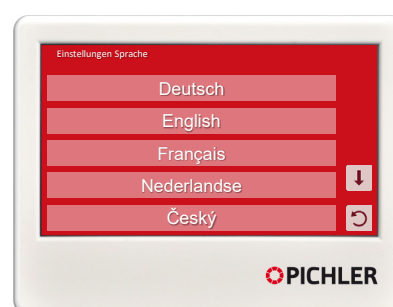 Einstellungen Sprache
Deutsch
English
Français
Nederlandse
Český
PICHLER